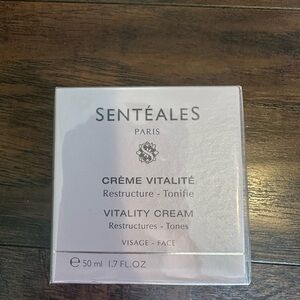 SENTÉALES
PARIS
CRÈME VITALITÉ
Restructure - Tonifie
VITALITY CREAM
Restructures - Tones
VISAGE - FACE
℮ 50 ml 1.7 FL.OZ